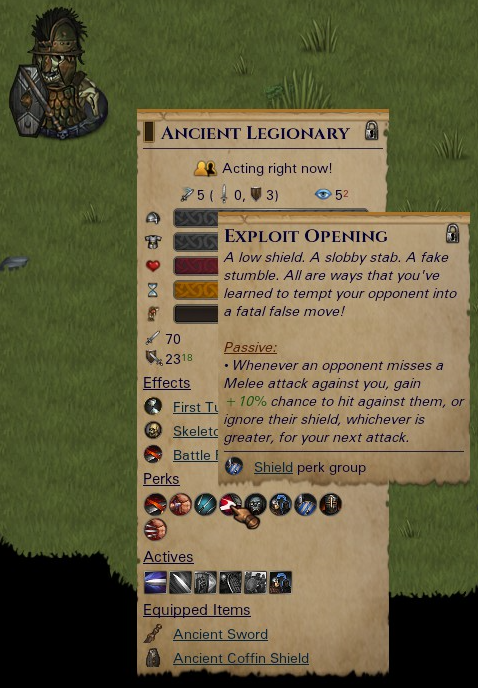 Ancient Legionary
Acting right now!
5 ( 0, 3) 52
Exploit Opening
A low shield. A slobby stab. A fake
stumble. All are ways that you've
learned to tempt your opponent into
a fatal false move!
Passive:
• Whenever an opponent misses a
Melee attack against you, gain
+10% chance to hit against them, or
ignore their shield, whichever is
greater, for your next attack.
Shield perk group
70
2318
Effects
First Tu
Skeleto
Battle F
Perks
Actives
Equipped Items
Ancient Sword
Ancient Coffin Shield